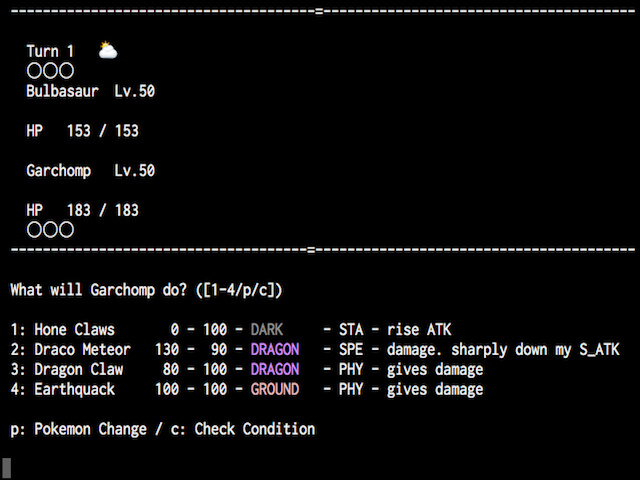 Turn 1
Bulbasaur Lv.50
HP 153 / 153
Garchomp Lv.50
HP 183 / 183
What will Garchomp do? ([1-4/p/c])
1: Hone Claws 0 - 100 - DARK - STA - rise ATK
2: Draco Meteor 130 - 90 - DRAGON - SPE - damage. sharply down my S_ATK
3: Dragon Claw 80 - 100 - DRAGON - PHY - gives damage
4: Earthquack 100 - 100 - GROUND - PHY - gives damage
p: Pokemon Change / c: Check Condition